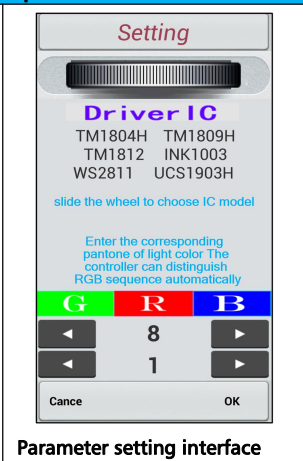 Setting
Driver IC
TM1804H TM1809H
TM1812 INK1003
WS2811 UCS1903H
slide the wheel to choose IC model
Enter the corresponding
pantone of light color The
controller can distinguish
RGB sequence automatically
G R B
8
1
Cance OK
Parameter setting interface